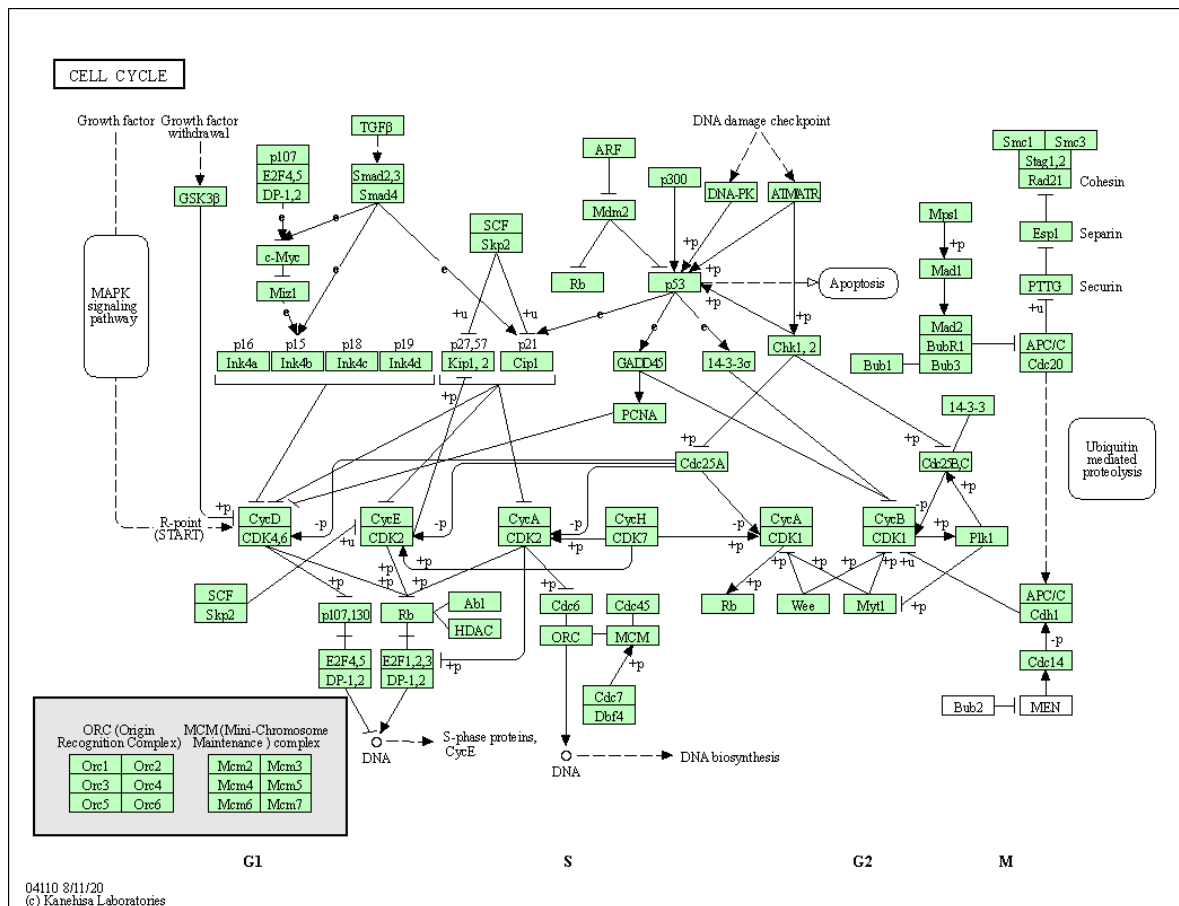 CELL CYCLE
Growth factor
Growth factor
withdrawal
TGFβ
DNA damage checkpoint
ARF
p300
DNA-PK
ATM/ATR
Smc1
Smc3
Stag1,2
Rad21
Cohesin
p107
E2F4,5
DP-1,2
Smad2,3
Smad4
GSK3β
Mdm2
Mps1
+p
Esp1
Separin
SCF
Skp2
e
e
c-Myc
Mad1
Miz1
e
e
e
Rb
p53
+p
+p
Apoptosis
PTTG
Securin
+u
MAPK
signaling
pathway
+u
+u
e
e
e
+p
Mad2
BubR1
Bub3
Bub1
APC/C
Cdc20
p16
p15
p18
p19
p27,57
p21
Ink4a
Ink4b
Ink4c
Ink4d
Kip1, 2
Cip1
GADD45
14-3-3σ
Chk1, 2
+p
PCNA
14-3-3
+p
+p
Cdc25A
Cdc25B,C
Ubiquitin
mediated
proteolysis
R-point
(START)
+p
CycD
CDK4,6
-p
CycE
CDK2
-p
CycA
CDK2
-p
+p
CycH
CDK7
-p
+p
CycA
CDK1
CycB
CDK1
-p
+p
Plk1
+u
+p
+p
+p
+p
+p
+p
+p
+p
+p
+u
SCF
Skp2
p107,130
Rb
Abl
HDAC
Cdc6
Cdc45
Rb
Wee
Myt1
+p
APC/C
Cdh1
ORC
MCM
-p
E2F4,5
DP-1,2
E2F1,2,3
DP-1,2
+p
+p
Cdc14
Cdc7
Dbf4
Bub2
MEN
DNA
S-phase proteins,
CycE
DNA
DNA biosynthesis
ORC (Origin
Recognition Complex)
MCM (Mini-Chromosome
Maintenance ) complex
Orc1
Orc2
Mcm2
Mcm3
Orc3
Orc4
Mcm4
Mcm5
Orc5
Orc6
Mcm6
Mcm7
G1
S
G2
M
04110 8/11/20
(c) Kanehisa Laboratories